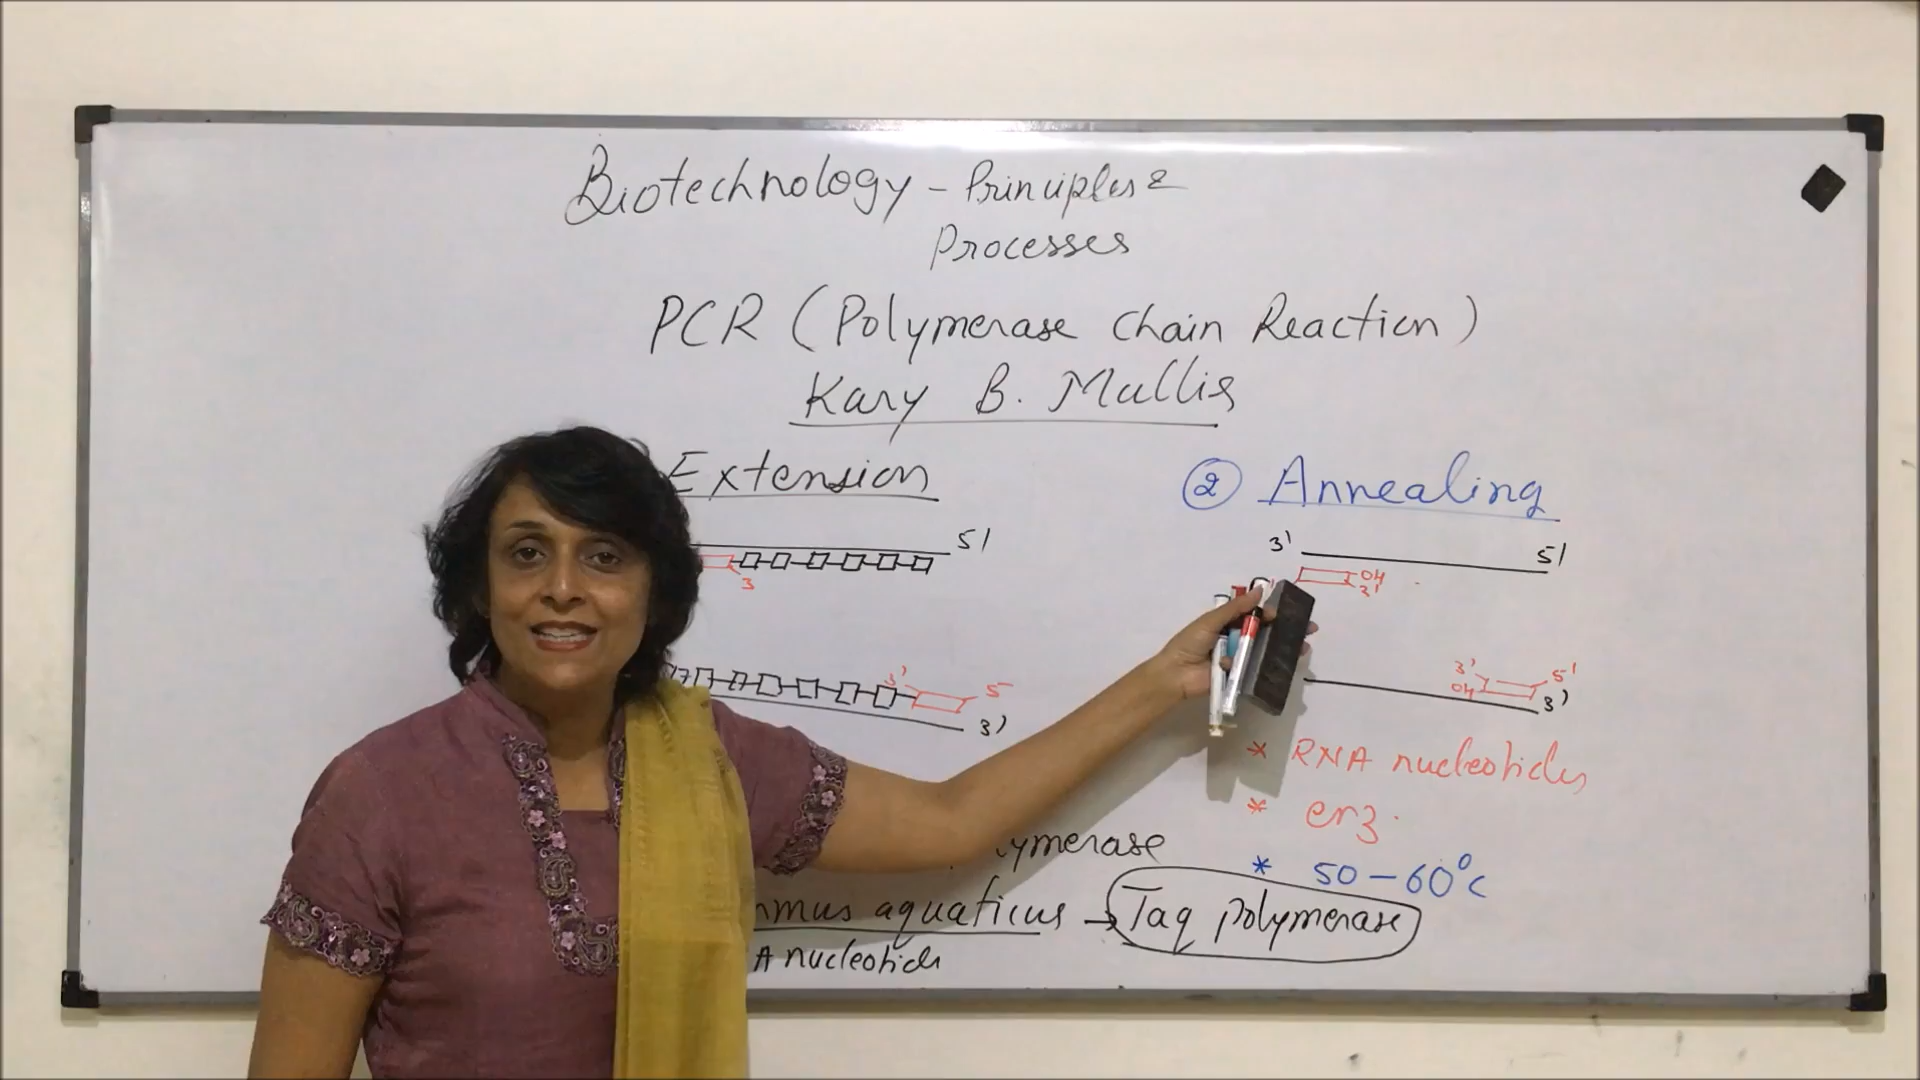 Biotechnology - Principles &
Processes
PCR (Polymerase Chain Reaction)
Kary B. Mullis
Extension
5'
3
3' 5
3'
ymerase
mus aquaticus → Taq polymerase
A nucleotide
② Annealing
3' 5'
OH
3'
3' 5'
OH 3'
* RNA nucleotides
* enz.
* 50-60°C